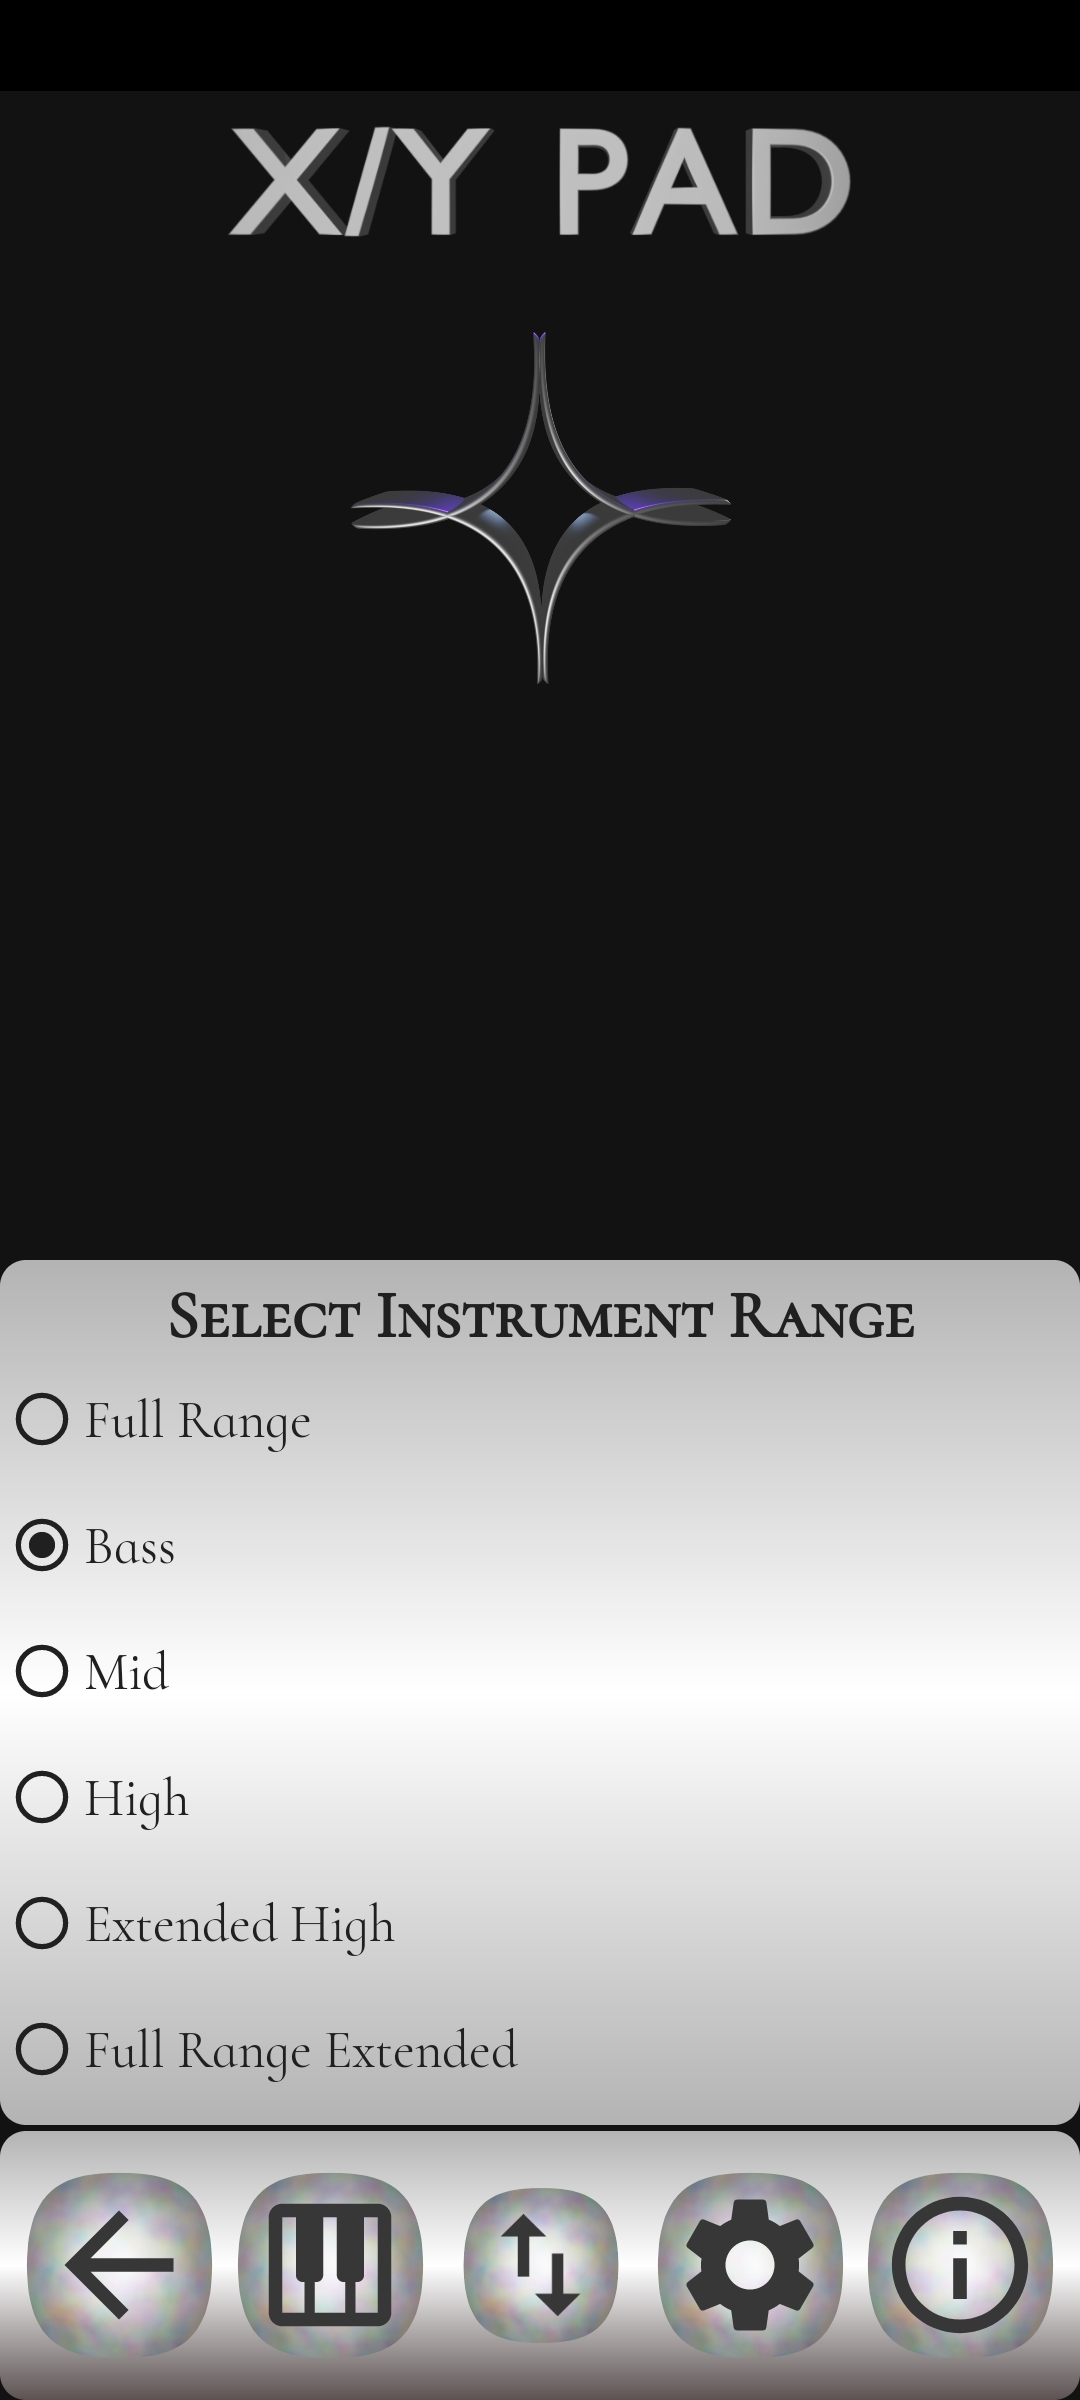 X/Y PAD
Select Instrument Range
Full Range
Bass
Mid
High
Extended High
Full Range Extended